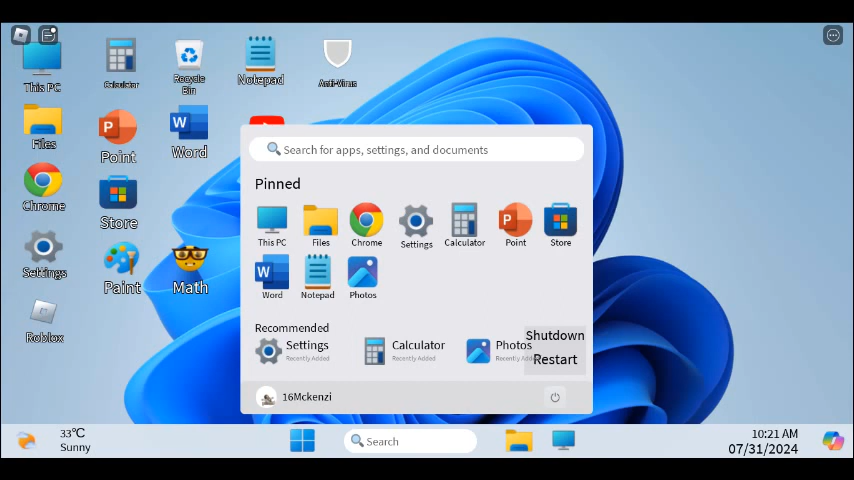 This PC
Calculator
Recycle
Bin
Notepad
Anti-Virus
Files
Point
Word
Chrome
Store
Settings
Paint
Math
Roblox
Search for apps, settings, and documents
Pinned
This PC
Files
Chrome
Settings
Calculator
Point
Store
Word
Notepad
Photos
Recommended
Settings
Recently Added
Calculator
Recently Added
Photos
Shutdown
Restart
16Mckenzi
33°C
Sunny
Search
10:21 AM
07/31/2024